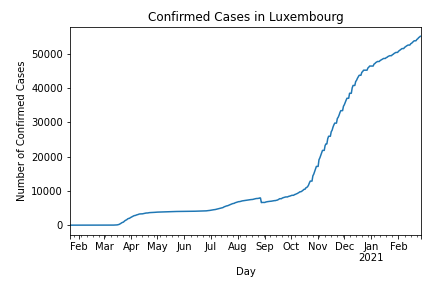 Confirmed Cases in Luxembourg
Number of Confirmed Cases
50000
40000
30000
20000
10000
0
Feb Mar Apr May Jun Jul Aug Sep Oct Nov Dec Jan Feb
2021
Day